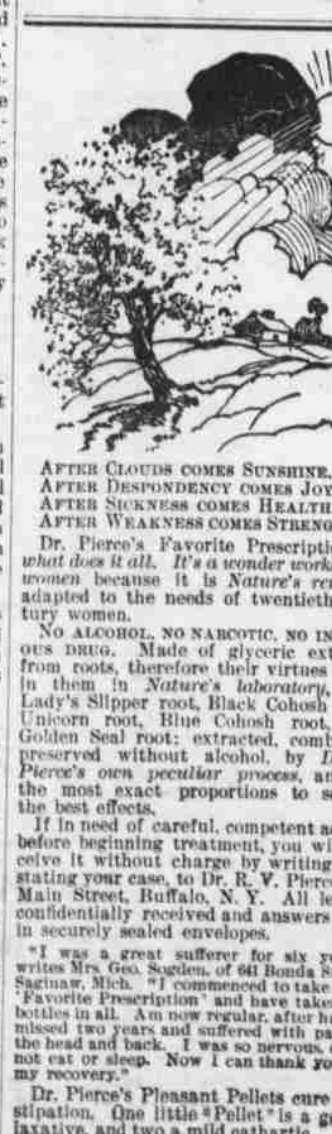 AFTER CLOUDS COMES SUNSHINE.
AFTER DESPONDENCY COMES JOY
AFTER SICKNESS COMES HEALTH.
AFTER WEAKNESS COMES STRENG
Dr. Pierce's Favorite Prescriptio
what does it all. It's a wonder work
women because it is Nature's re
adapted to the needs of twentieth
tury women.
NO ALCOHOL, NO NARCOTIC, NO IN
OUS DRUG. Made of glyceric ext
from roots, therefore their virtues
in them in Nature's laboratory.
Lady's Slipper root, Black Cohosh
Unicorn root, Blue Cohosh root
Golden Seal root; extracted, comb
preserved without alcohol, by D
Pierce's own peculiar process, an
the most exact proportions to se
the best effects.
If in need of careful, competent a
before beginning treatment, you wi
ceive it without charge by writing
stating your case, to Dr. R. V. Pierc
Main Street, Buffalo, N. Y. All le
confidentially received and answers
in securely sealed envelopes.
"I was a great sufferer for six y
writes Mrs. Geo. Sogden, of 641 Bonda S
Saginaw, Mich. "I commenced to take
'Favorite Prescription' and have take
bottles in all. Am now regular, after h
missed two years and suffered with pa
the head and back. I was so nervous,
not eat or sleep. Now I can thank yo
my recovery."
Dr. Pierce's Pleasant Pellets cure
stipation. One little "Pellet" is a g
laxative, and two a mild cathartic.